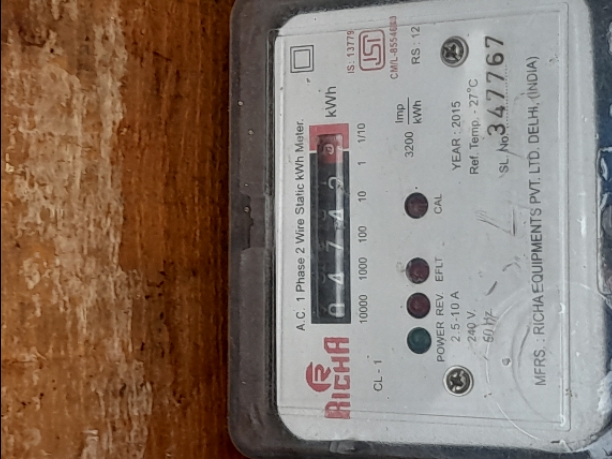 A.C. 1 Phase 2 Wire Static kWh Meter.
IS: 13779
kWh
10000 1000 100 10 1 1/10
RICHA
CL - 1
3200 Imp
kWh
RS : 12
POWER REV. EFLT CAL
2.5-10 A
240 V.
50 Hz
YEAR : 2015
Ref. Temp. - 27°C
SL. No. 347767
MFRS. : RICHA EQUIPMENTS PVT. LTD. DELHI, (INDIA)